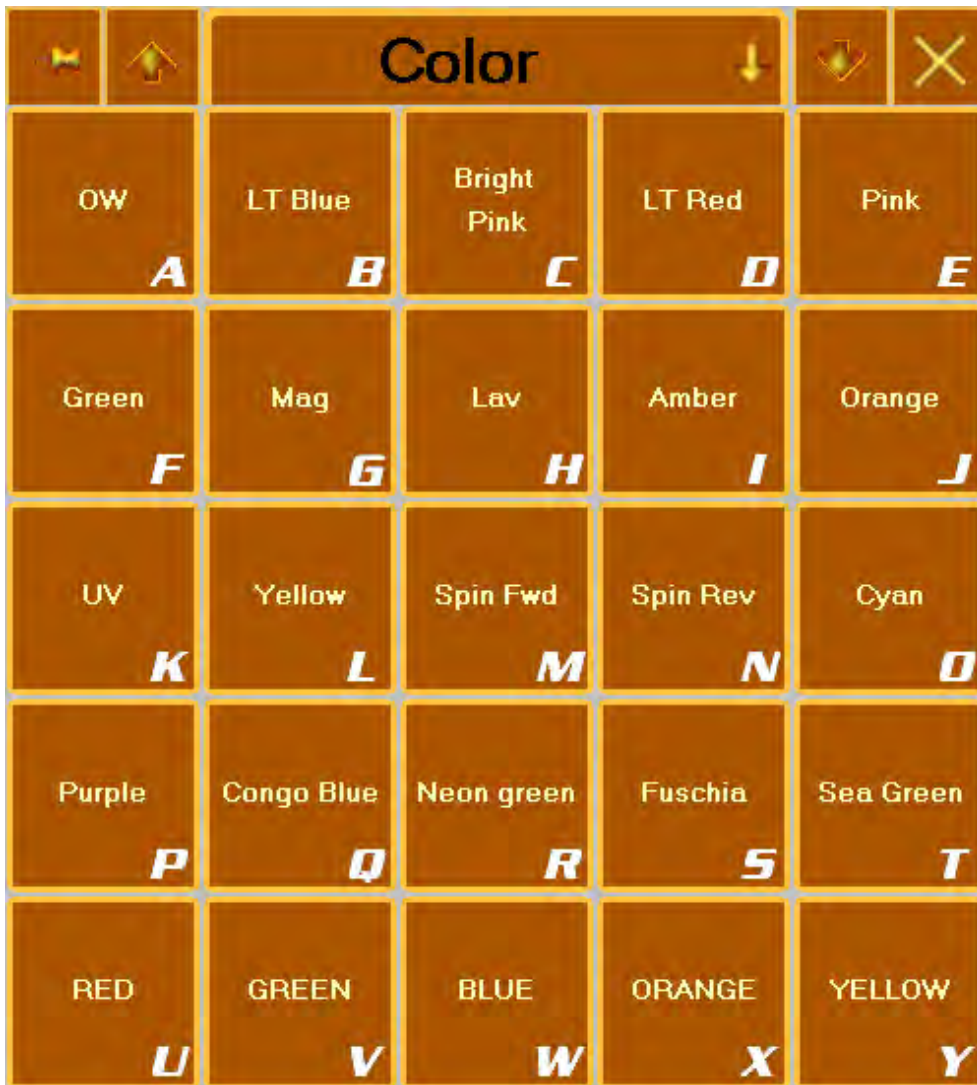 Color
OW
A
LT Blue
B
Bright
Pink
C
LT Red
D
Pink
E
Green
F
Mag
G
Lav
H
Amber
I
Orange
J
UV
K
Yellow
L
Spin Fwd
M
Spin Rev
N
Cyan
O
Purple
P
Congo Blue
Q
Neon green
R
Fuschia
S
Sea Green
T
RED
U
GREEN
V
BLUE
W
ORANGE
X
YELLOW
Y